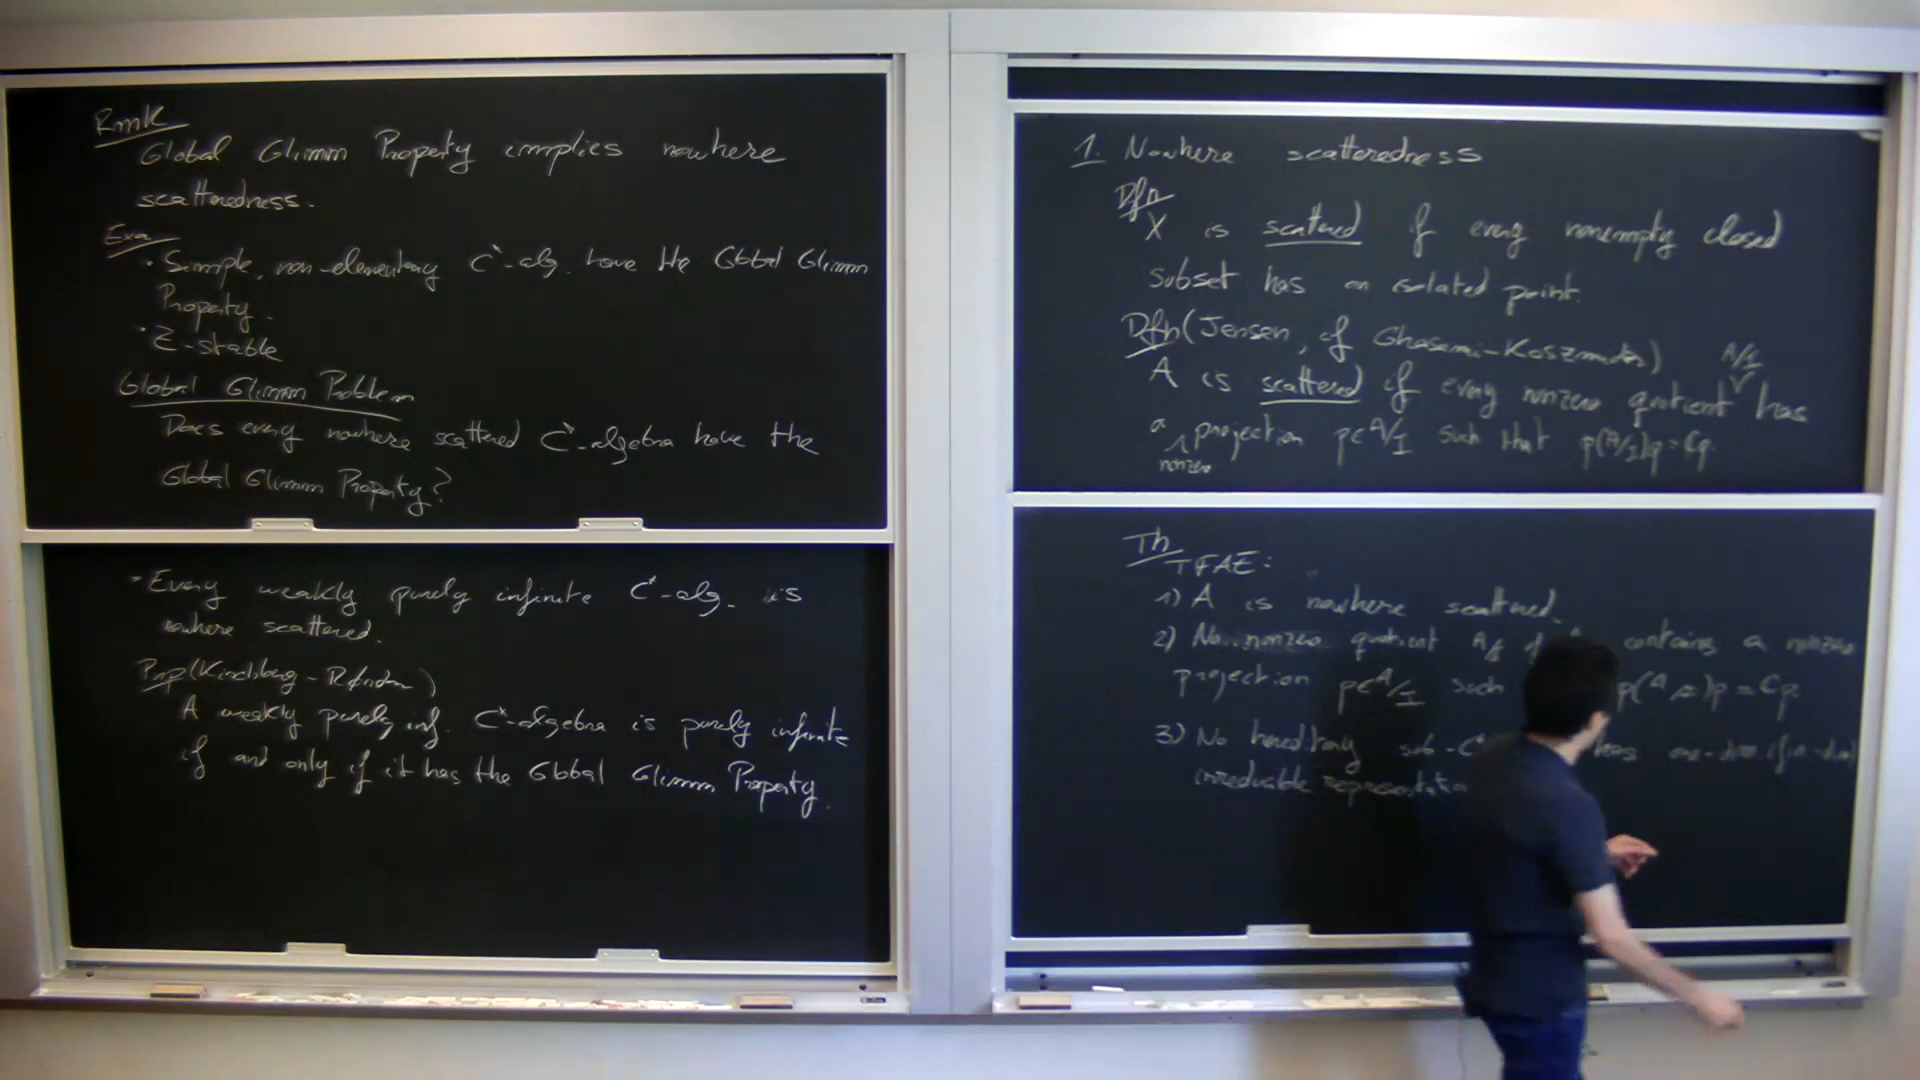 Rmk
Global Glimm Property implies nowhere
scatteredness.
Exa
· Simple, non-elementary C*-alg. have the Global Glimm
Property.
· Z-stable
Global Glimm Problem
Does every nowhere scattered C*-algebra have the
Global Glimm Property?
· Every weakly purely infinite C*-alg. is
nowhere scattered.
Prp (Kirchberg-Rørdam)
A weakly purely inf. C*-algebra is purely infinite
if and only if it has the Global Glimm Property.
1. Nowhere scatteredness
Dfn
X is scattered if every nonempty closed
subset has an isolated point.
Dfn (Jensen, cf Ghasemi-Koszmider)
A is scattered if every nonzero quotient A/I has
a nonzero projection p∈A/I such that p(A/I)p=Cp.
Th
TFAE:
1) A is nowhere scattered.
2) No nonzero quotient A/I of contains a nonzero
projection p∈A/I such p(A/I)p = Cp.
3) No hereditary sub-C* has one-dim (fin-dim)
irreducible representation